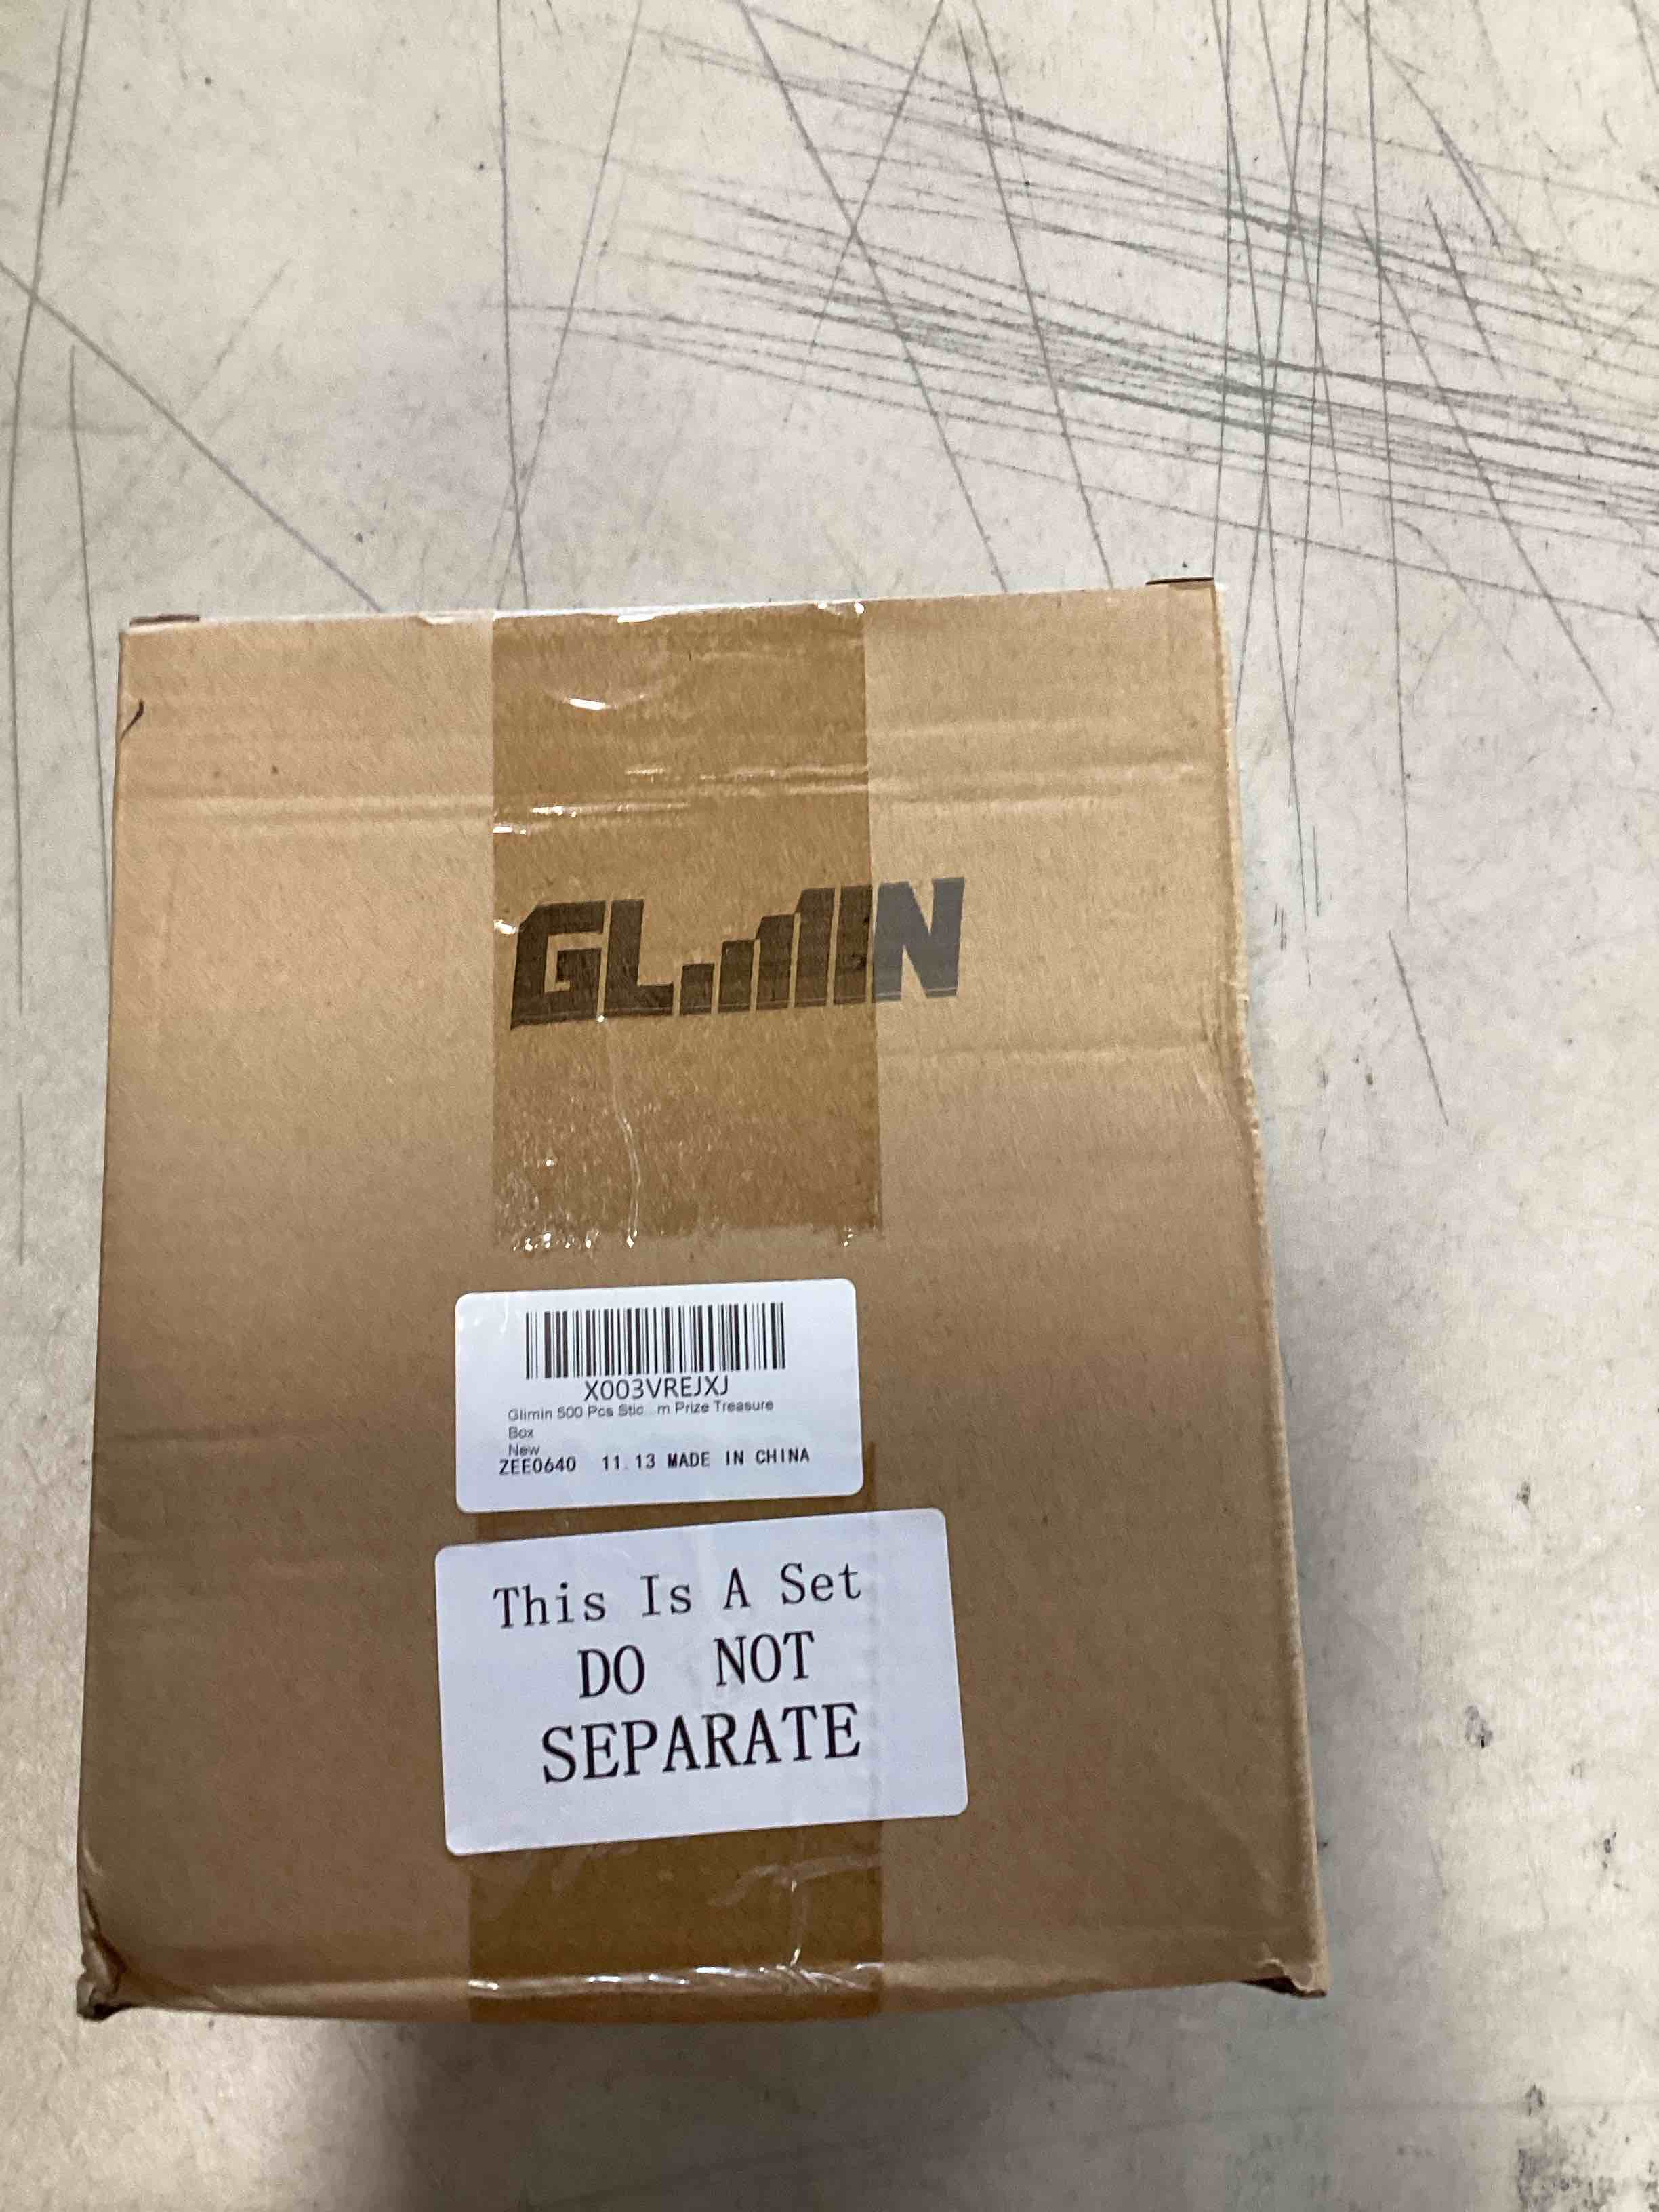 GLIMIN
X003VREJXJ
Glimin 500 Pcs Stic...m Prize Treasure
Box
New
ZEE0640 11.13 MADE IN CHINA
This Is A Set
DO NOT
SEPARATE